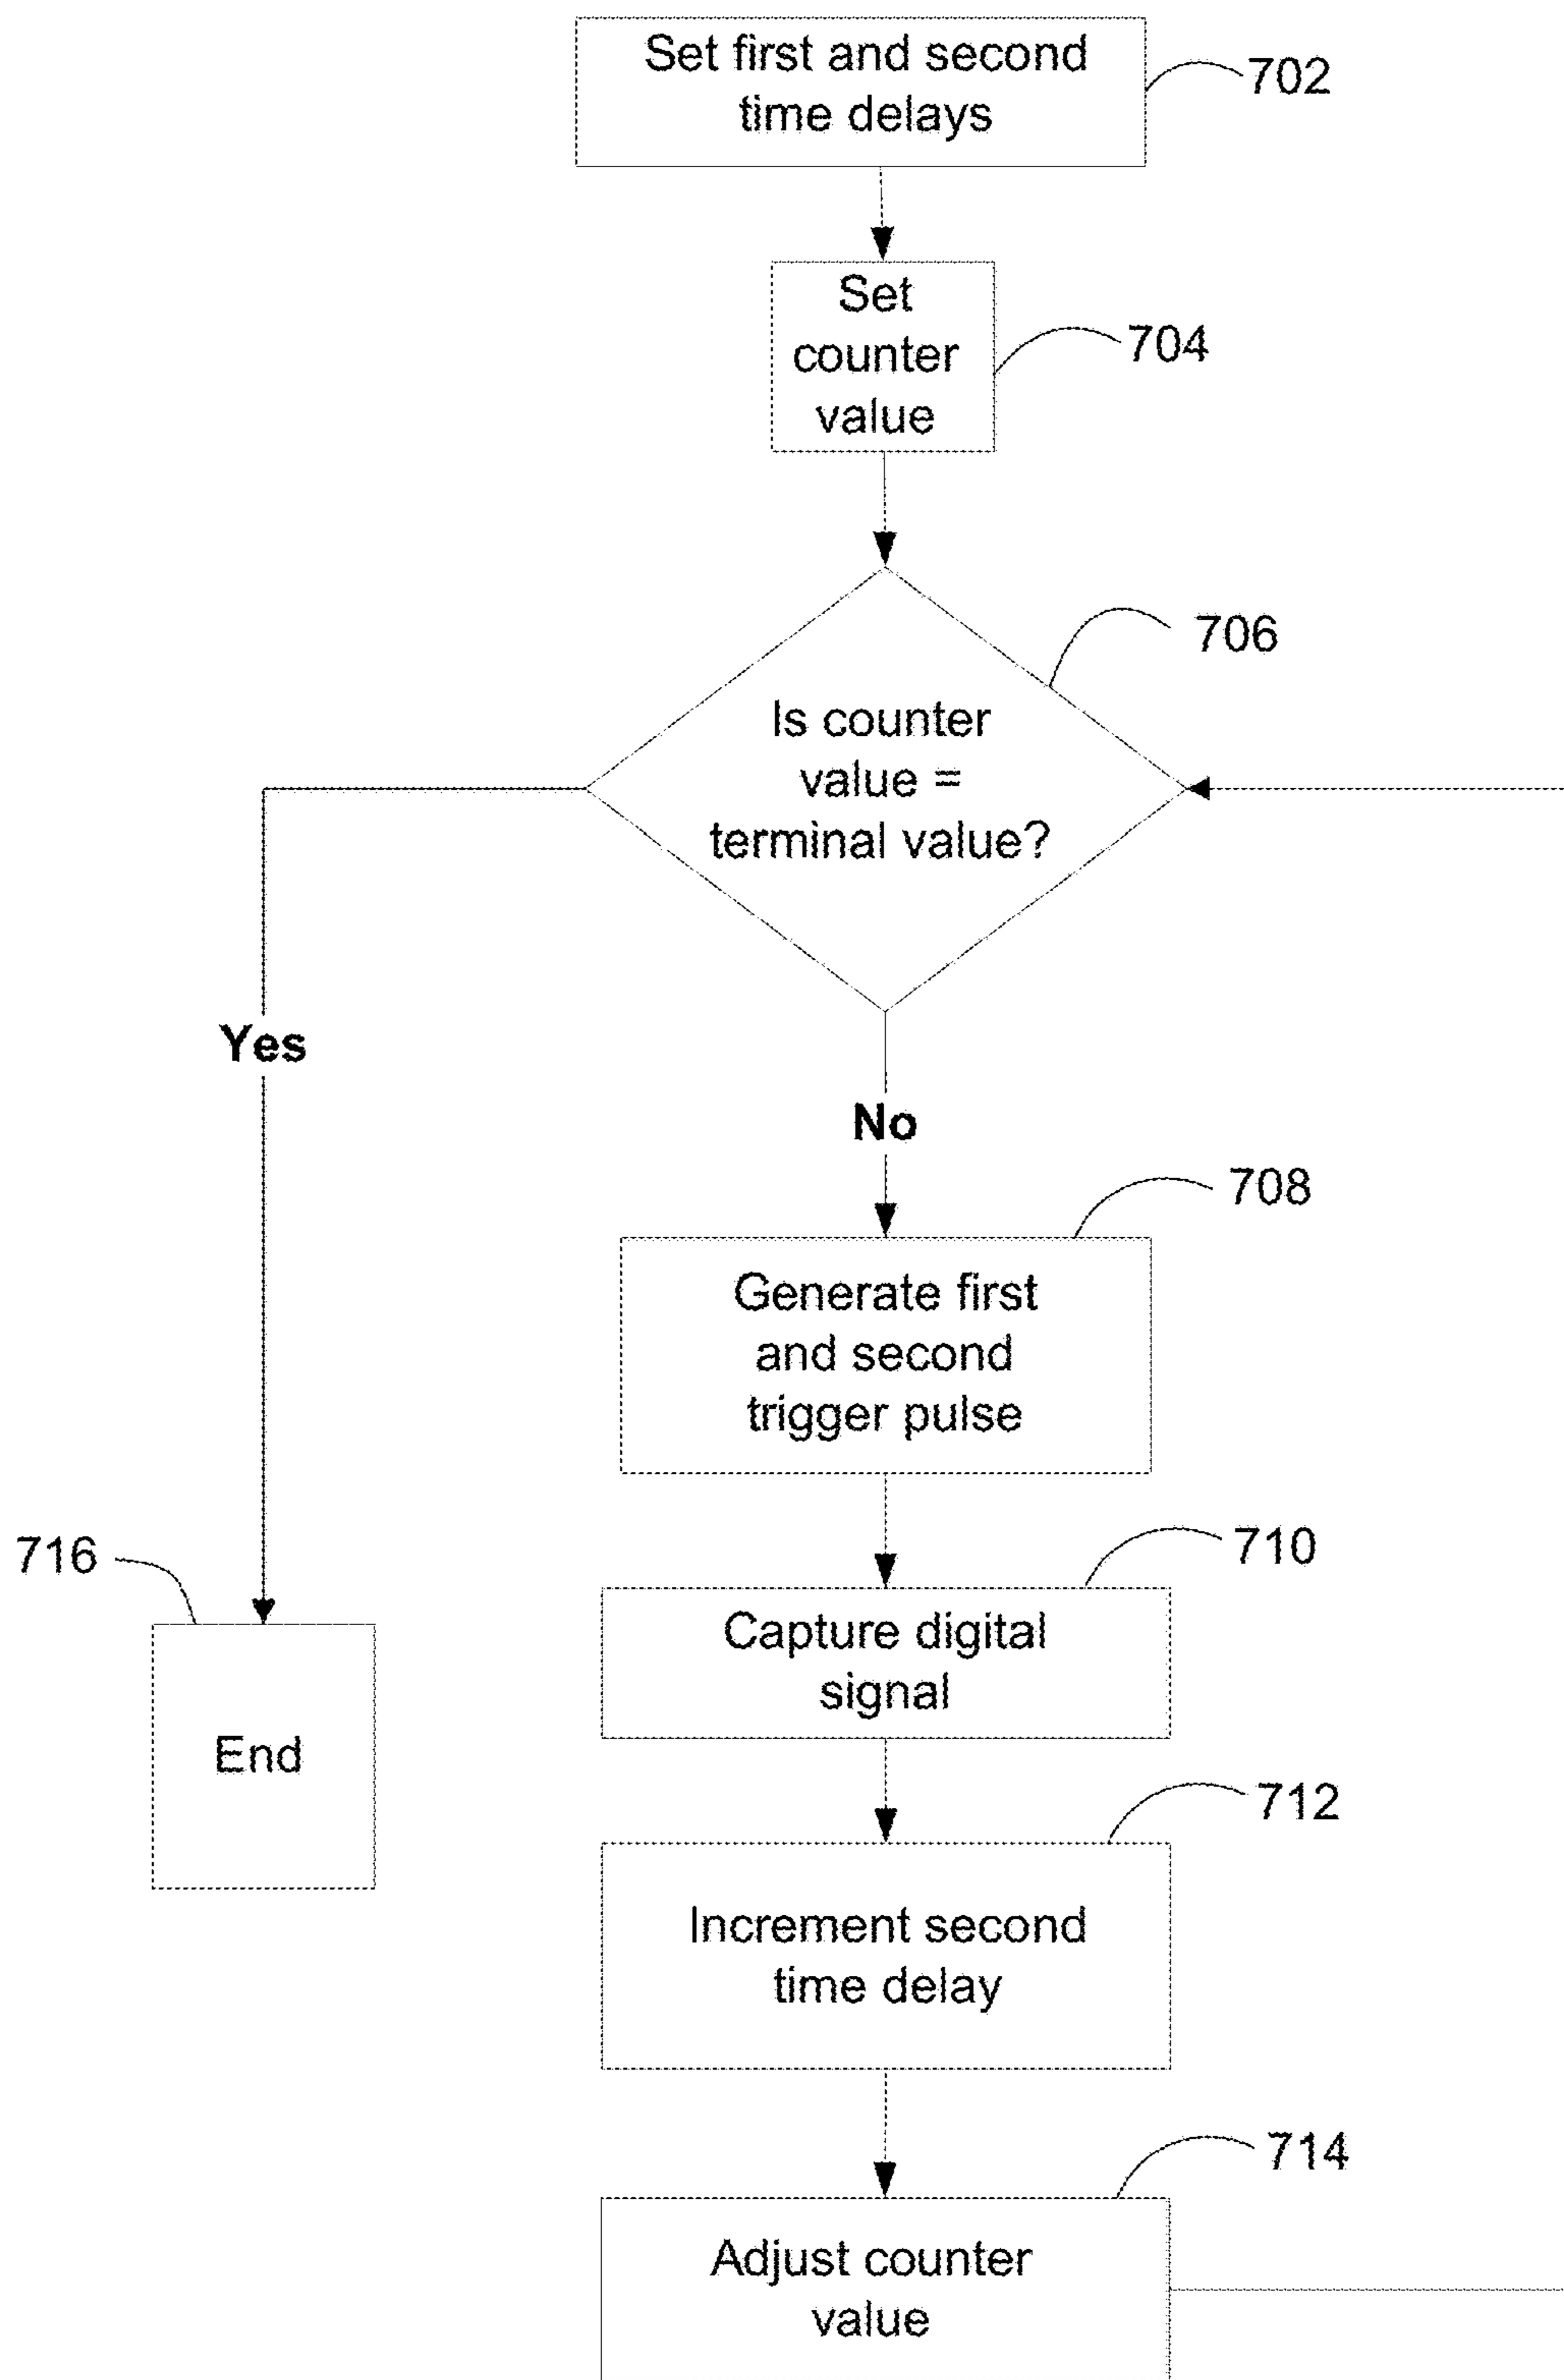 Set first and second
time delays
702
Set
counter
value
704
706
Is counter
value =
terminal value?
Yes
No
708
Generate first
and second
trigger pulse
710
Capture digital
signal
716
End
712
Increment second
time delay
714
Adjust counter
value